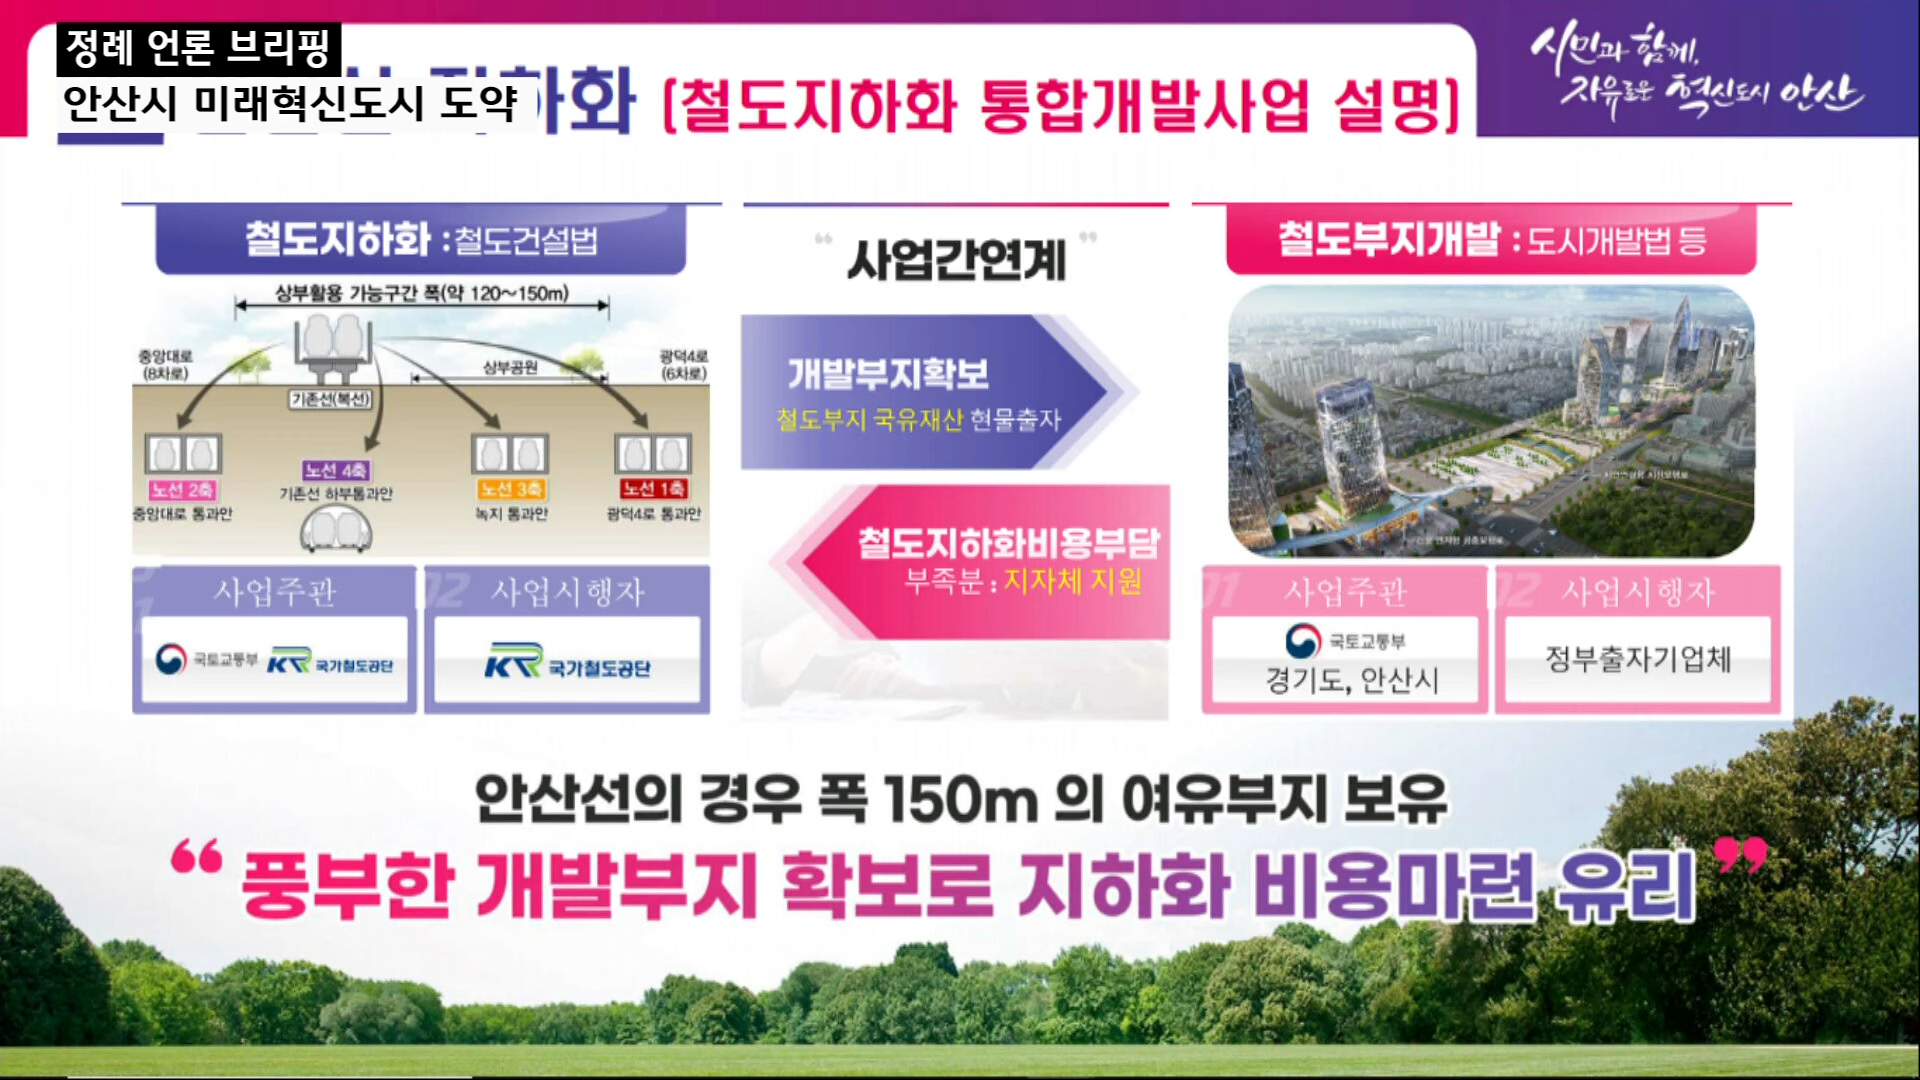 정례 언론 브리핑
안산시 미래혁신도시 도약
지하화 [철도지하화 통합개발사업 설명]
시민과 함께,
자유로운 혁신도시 안산
철도지하화 : 철도건설법
상부활용 가능구간 폭(약 120~150m)
중앙대로
(8차로)
광덕4로
(6차로)
상부공원
기존선(복선)
노선 2축
중앙대로 통과안
노선 4축
기존선 하부통과안
노선 3축
녹지 통과안
노선 1축
광덕4로 통과안
01 사업주관
국토교통부 KR 국가철도공단
02 사업시행자
KR 국가철도공단
“ 사업간연계 ”
개발부지확보
철도부지 국유재산 현물출자
철도지하화비용부담
부족분 : 지자체 지원
철도부지개발 : 도시개발법 등
01 사업주관
국토교통부
경기도, 안산시
02 사업시행자
정부출자기업체
안산선의 경우 폭 150m 의 여유부지 보유
“ 풍부한 개발부지 확보로 지하화 비용마련 유리 ”